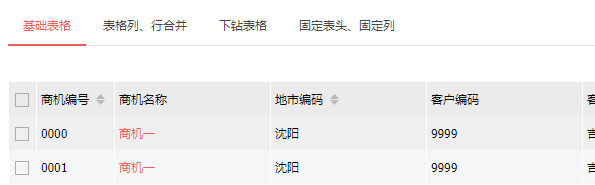 基础表格 表格列、行合并 下钻表格 固定表头、固定列
商机编号 商机名称 地市编码 客户编码
0000 商机一 沈阳 9999
0001 商机一 沈阳 9999